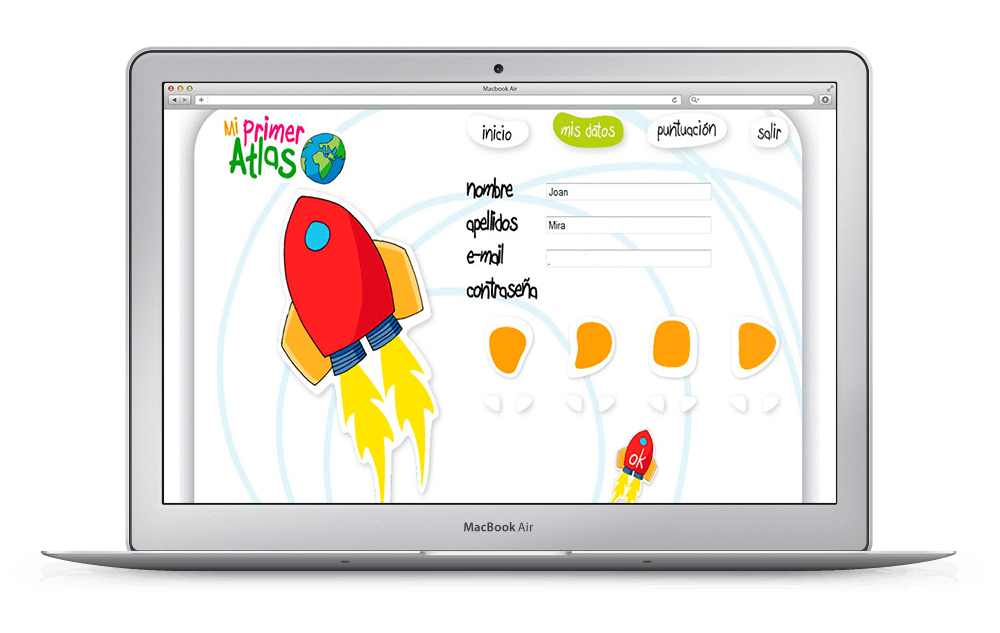 Macbook Air
Mi Primer
Atlas
inicio
mis datos
puntuación
salir
nombre
Joan
apellidos
Mira
e-mail
.
contraseña
ok
MacBook Air